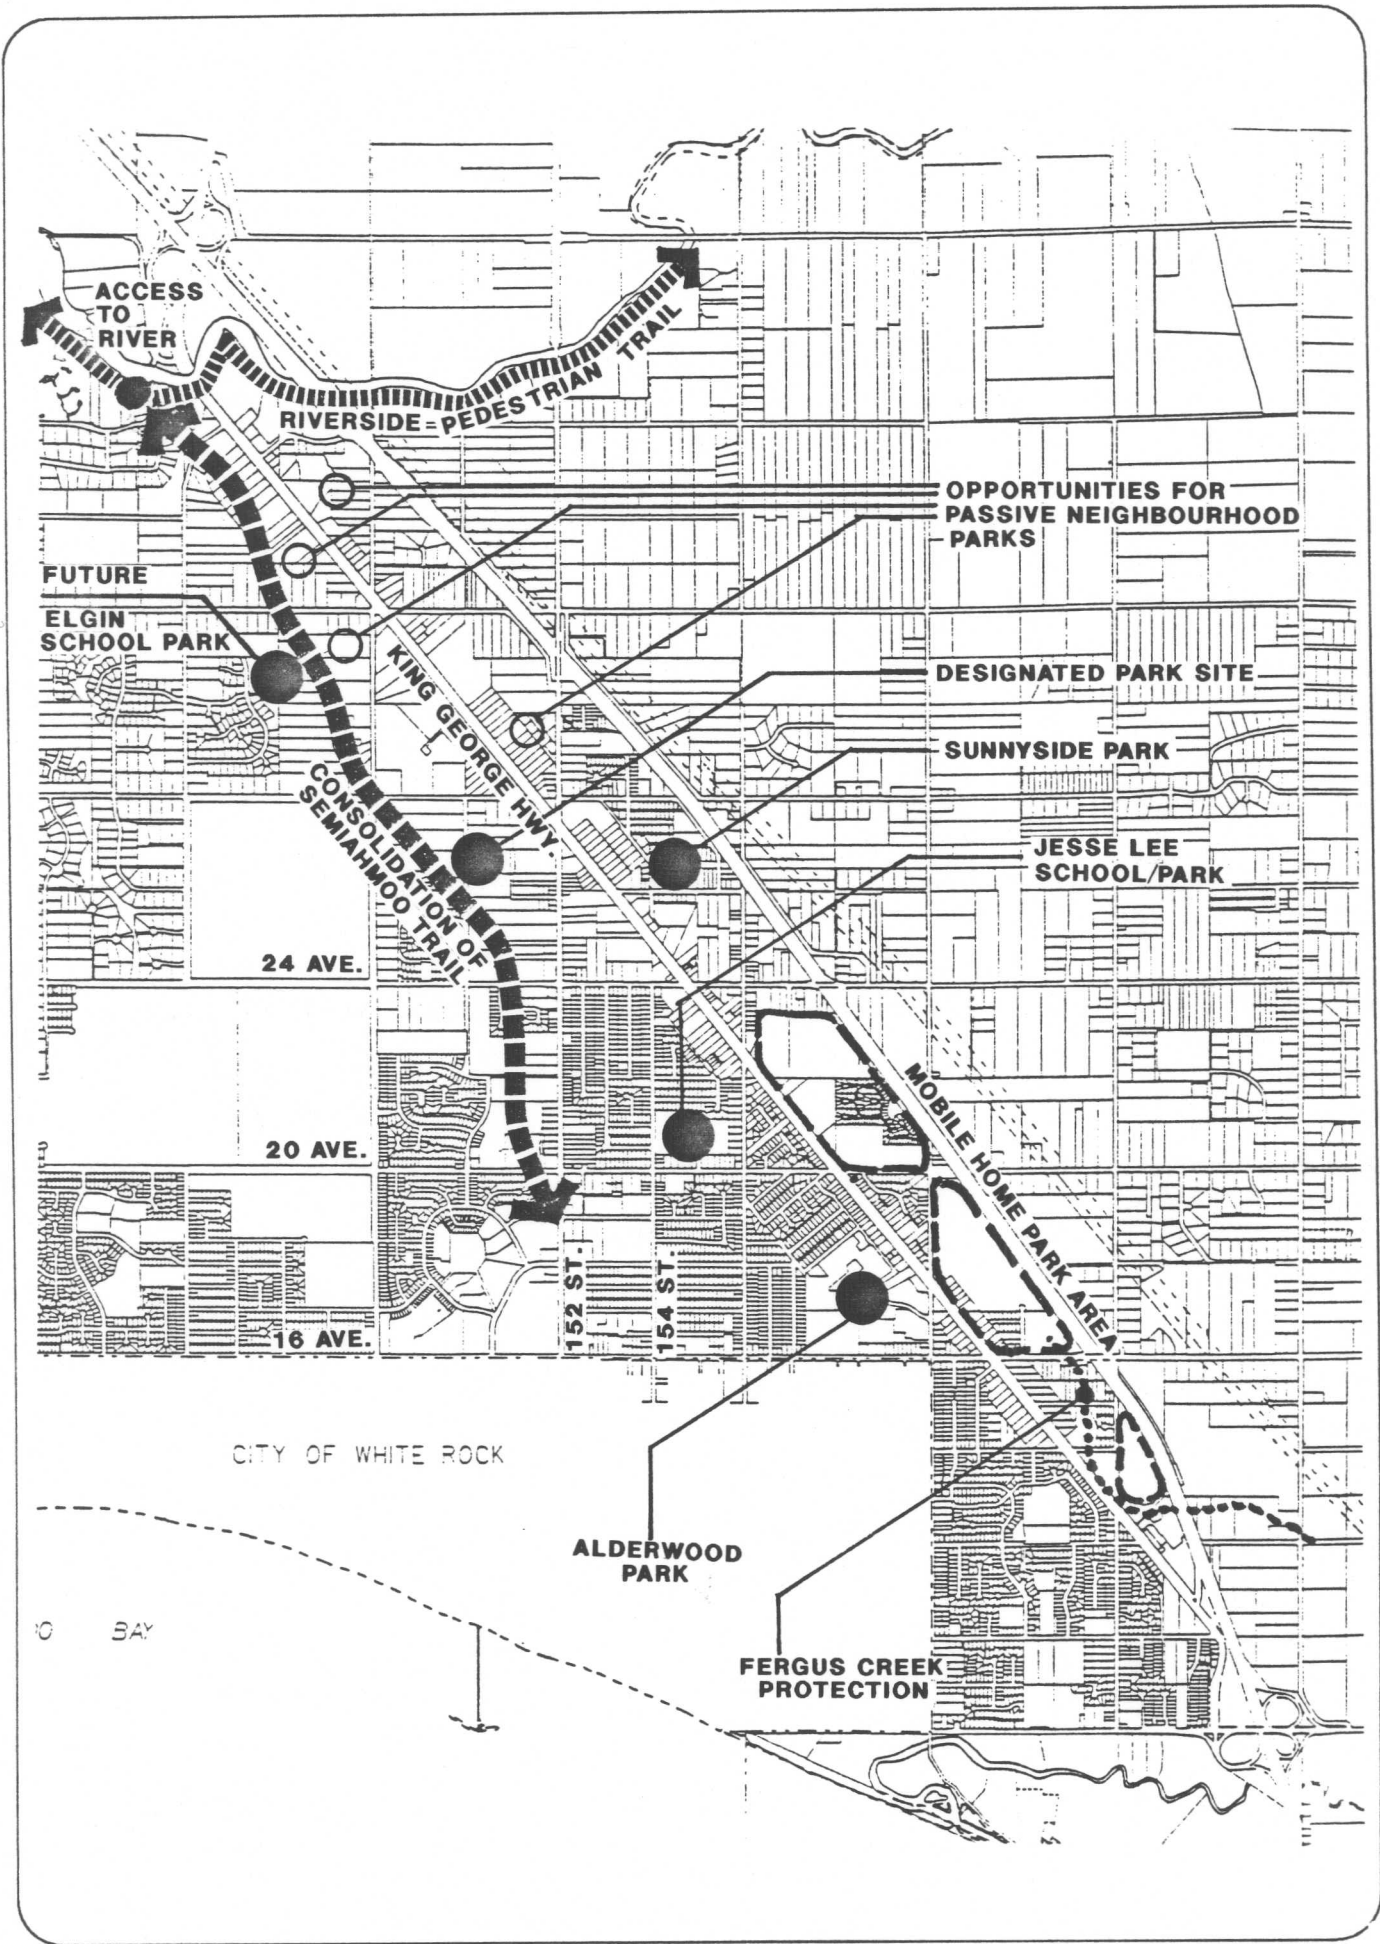 ACCESS
TO
RIVER
RIVERSIDE = PEDESTRIAN TRAIL
OPPORTUNITIES FOR
PASSIVE NEIGHBOURHOOD
PARKS
FUTURE
ELGIN
SCHOOL PARK
KING GEORGE HWY.
DESIGNATED PARK SITE
SUNNYSIDE PARK
CONSOLIDATION OF
SEMIAHMOO TRAIL
JESSE LEE
SCHOOL/PARK
24 AVE.
MOBILE HOME PARK AREA
20 AVE.
152 ST.
154 ST.
16 AVE.
CITY OF WHITE ROCK
ALDERWOOD
PARK
BAY
FERGUS CREEK
PROTECTION